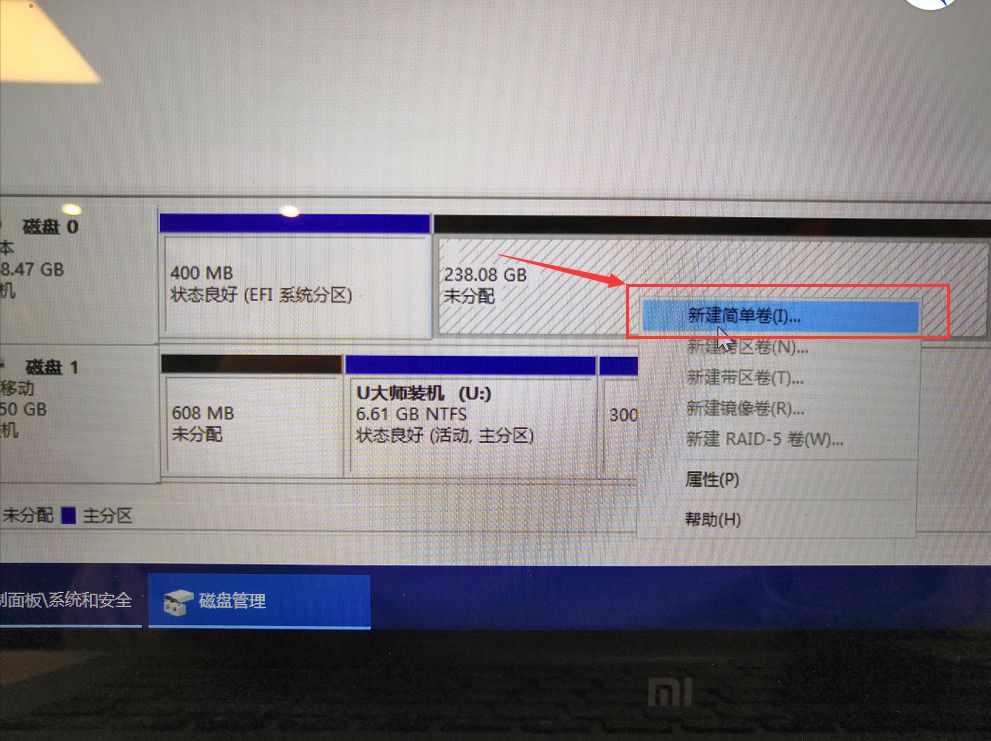 磁盘 0
本
8.47 GB
机
400 MB
状态良好 (EFI 系统分区)
238.08 GB
未分配
磁盘 1
移动
50 GB
机
608 MB
未分配
U大师装机 (U:)
6.61 GB NTFS
状态良好 (活动, 主分区)
300
新建简单卷(I)...
新建跨区卷(N)...
新建带区卷(T)...
新建镜像卷(R)...
新建 RAID-5 卷(W)...
属性(P)
帮助(H)
未分配 主分区
制面板\系统和安全
磁盘管理
mi